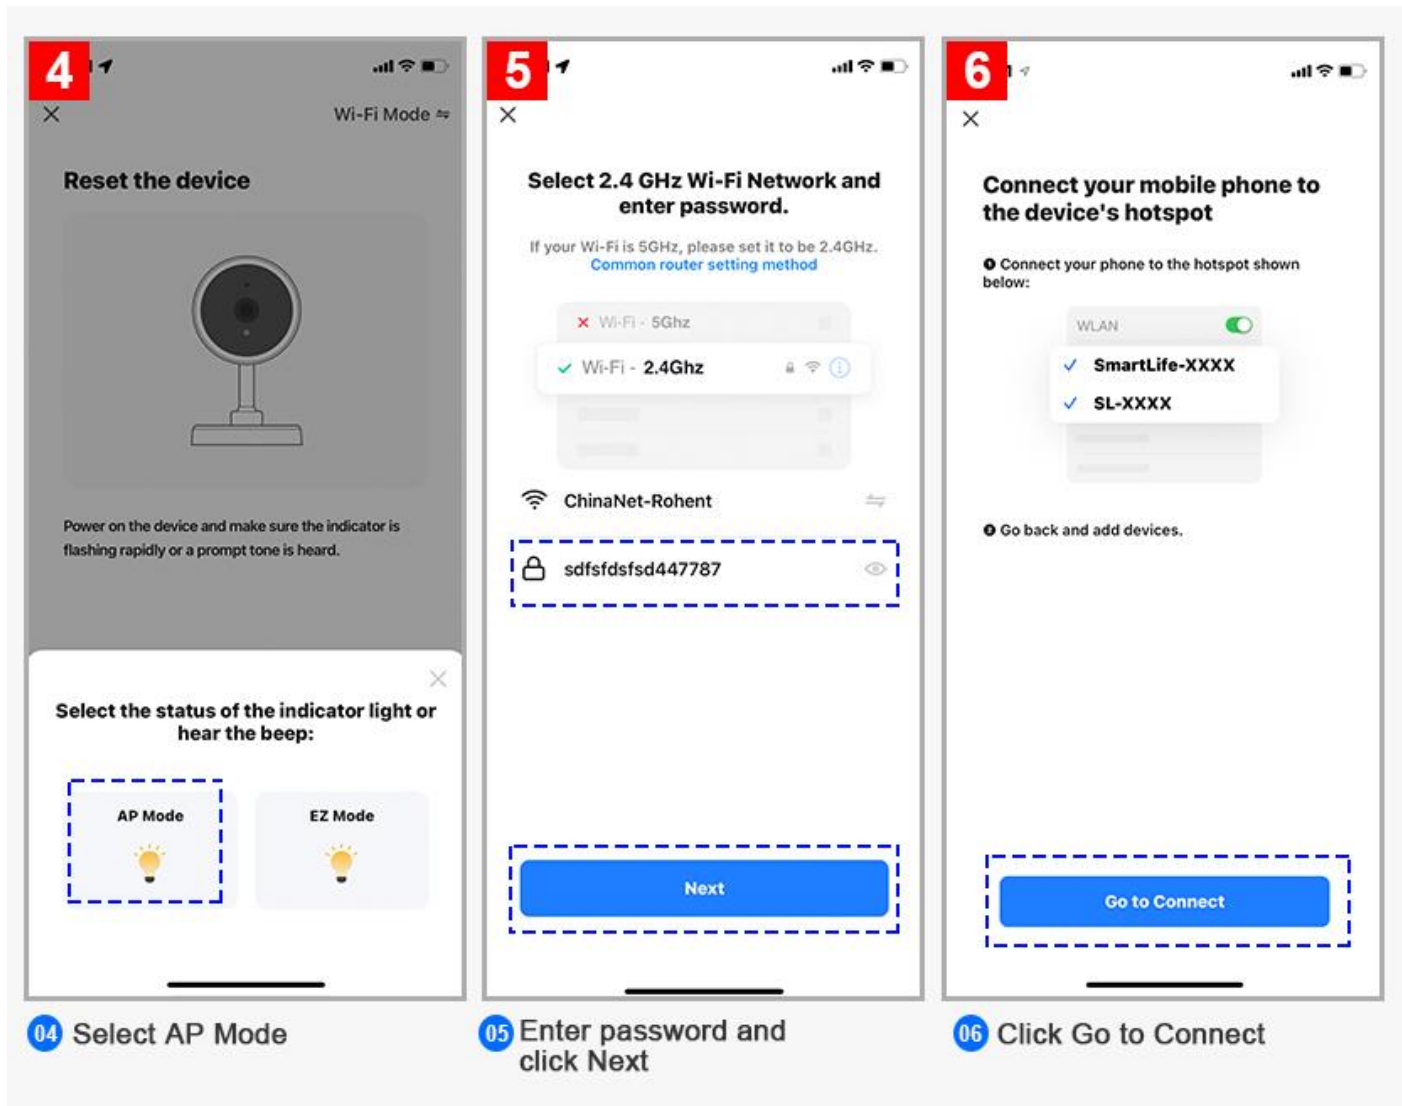 4
Wi-Fi Mode ⇋
Reset the device
Power on the device and make sure the indicator is
flashing rapidly or a prompt tone is heard.
Select the status of the indicator light or
hear the beep:
AP Mode
EZ Mode
04 Select AP Mode
5
Select 2.4 GHz Wi-Fi Network and
enter password.
If your Wi-Fi is 5GHz, please set it to be 2.4GHz.
Common router setting method
Wi-Fi - 5Ghz
Wi-Fi - 2.4Ghz
ChinaNet-Rohent
sdfsfdsfsd447787
Next
05 Enter password and
click Next
6
Connect your mobile phone to
the device's hotspot
❶ Connect your phone to the hotspot shown
below:
WLAN
SmartLife-XXXX
SL-XXXX
❷ Go back and add devices.
Go to Connect
06 Click Go to Connect